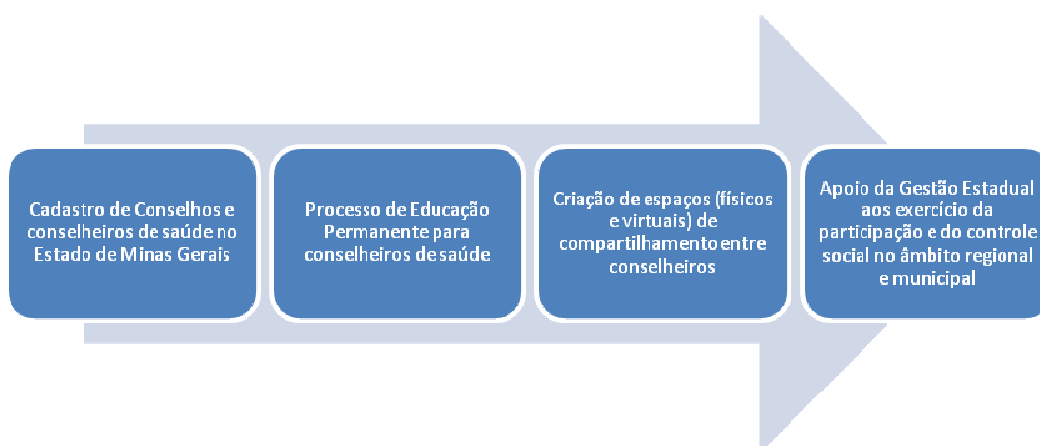 Cadastro de Conselhos e
conselheiros de saúde no
Estado de Minas Gerais
Processo de Educação
Permanente para
conselheiros de saúde
Criação de espaços (físicos
e virtuais) de
compartilhamento entre
conselheiros
Apoio da Gestão Estadual
aos exercício da
participação e do controle
social no âmbito regional
e municipal